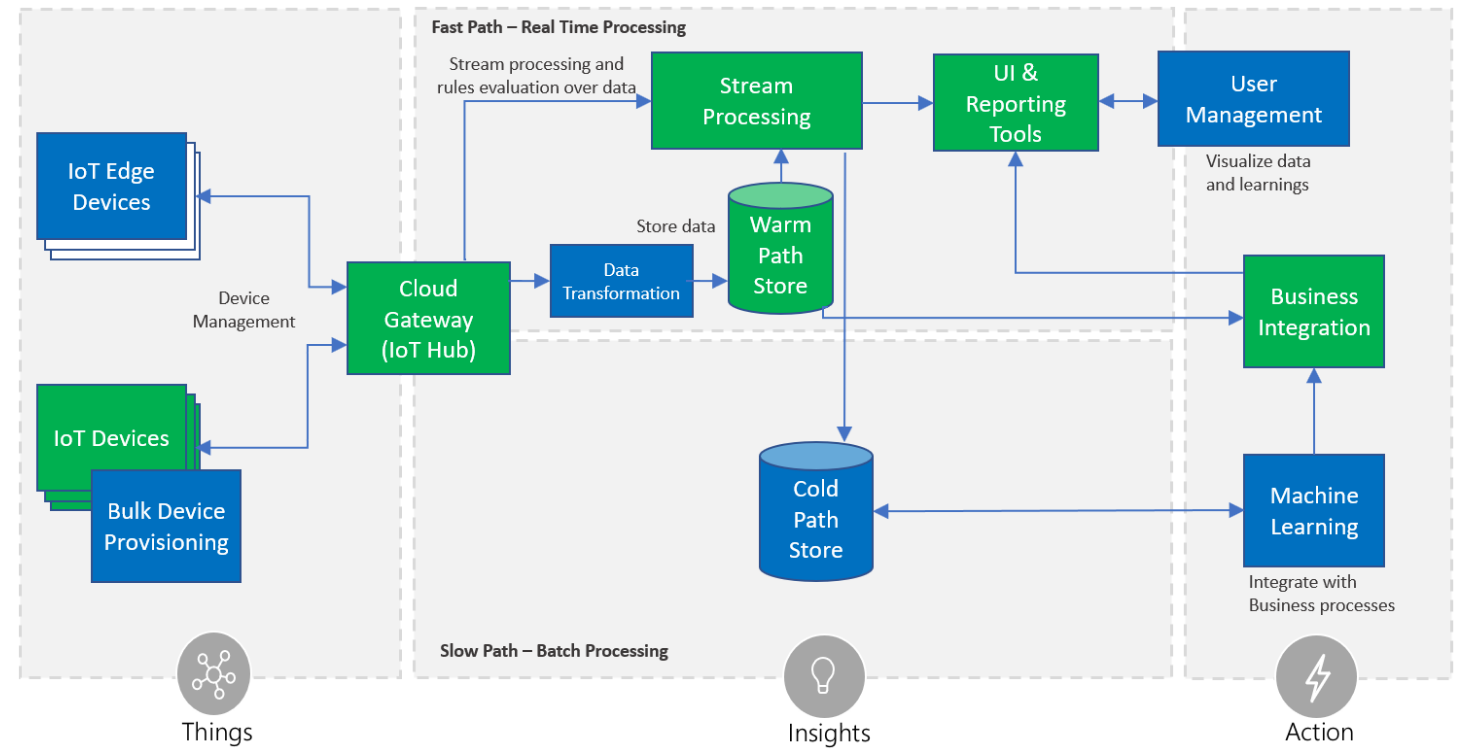 Fast Path – Real Time Processing
Stream processing and
rules evaluation over data
Stream
Processing
UI &
Reporting
Tools
User
Management
Visualize data
and learnings
IoT Edge
Devices
Store data
Warm
Path
Store
Data
Transformation
Device
Management
Cloud
Gateway
(IoT Hub)
Business
Integration
IoT Devices
Bulk Device
Provisioning
Cold
Path
Store
Machine
Learning
Integrate with
Business processes
Slow Path – Batch Processing
Things
Insights
Action